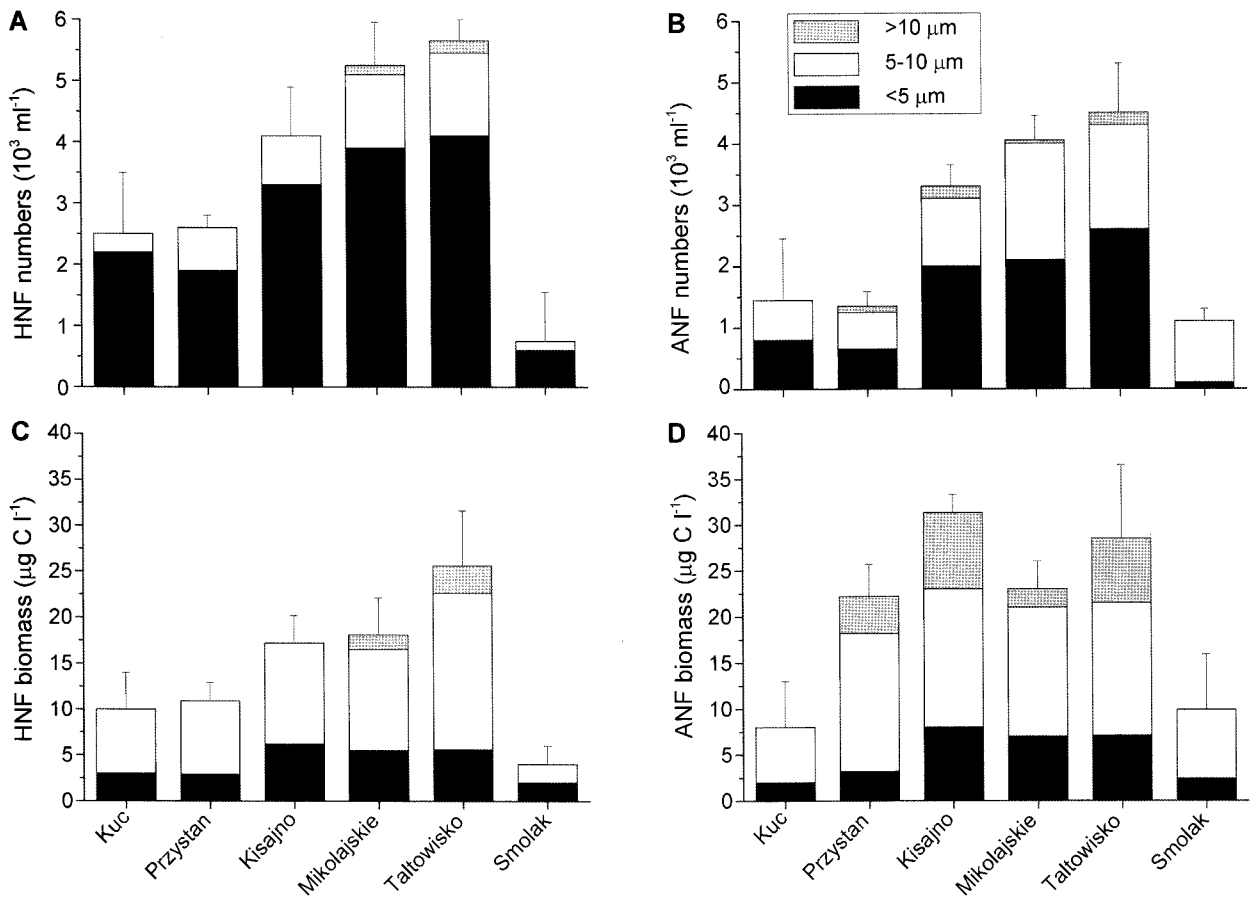 A
HNF numbers (10³ ml⁻¹)
6
5
4
3
2
1
0
B
ANF numbers (10³ ml⁻¹)
6
5
4
3
2
1
0
>10 μm
5-10 μm
<5 μm
C
HNF biomass (μg C l⁻¹)
40
35
30
25
20
15
10
5
0
Kuc
Przystan
Kisajno
Mikolajskie
Tałtowisko
Smolak
D
ANF biomass (μg C l⁻¹)
40
35
30
25
20
15
10
5
0
Kuc
Przystan
Kisajno
Mikolajskie
Tałtowisko
Smolak